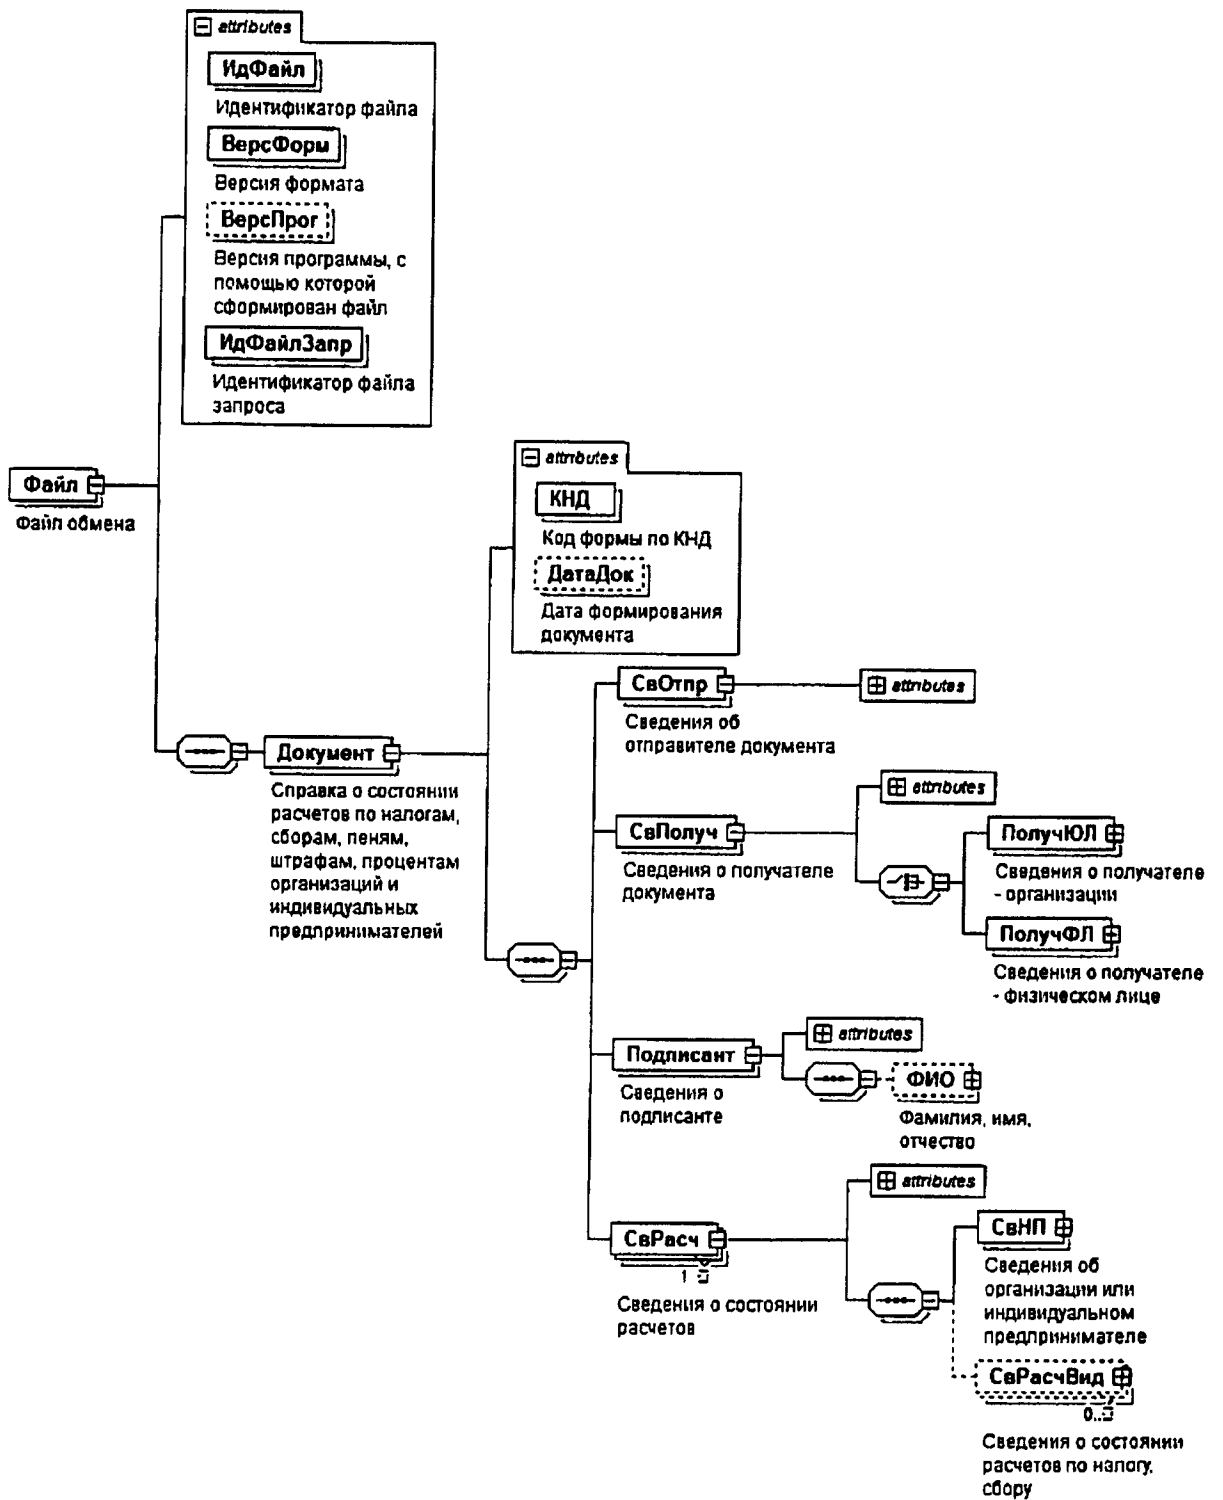 attributes
ИдФайл
Идентификатор файла
ВерсФорм
Версия формата
ВерсПрог
Версия программы, с
помощью которой
сформирован файл
ИдФайлЗапр
Идентификатор файла
запроса
Файл
Файл обмена
attributes
КНД
Код формы по КНД
ДатаДок
Дата формирования
документа
Документ
Справка о состоянии
расчетов по налогам,
сборам, пеням,
штрафам, процентам
организаций и
индивидуальных
предпринимателей
СвОтпр
attributes
Сведения об
отправителе документа
СвПолуч
Сведения о получателе
документа
attributes
ПолучЮЛ
Сведения о получателе
- организации
ПолучФЛ
Сведения о получателе
- физическом лице
Подписант
Сведения о
подписанте
attributes
ФИО
Фамилия, имя,
отчество
СвРасч
1
Сведения о состоянии
расчетов
attributes
СвНП
Сведения об
организации или
индивидуальном
предпринимателе
СвРасчВид
0..
Сведения о состоянии
расчетов по налогу,
сбору